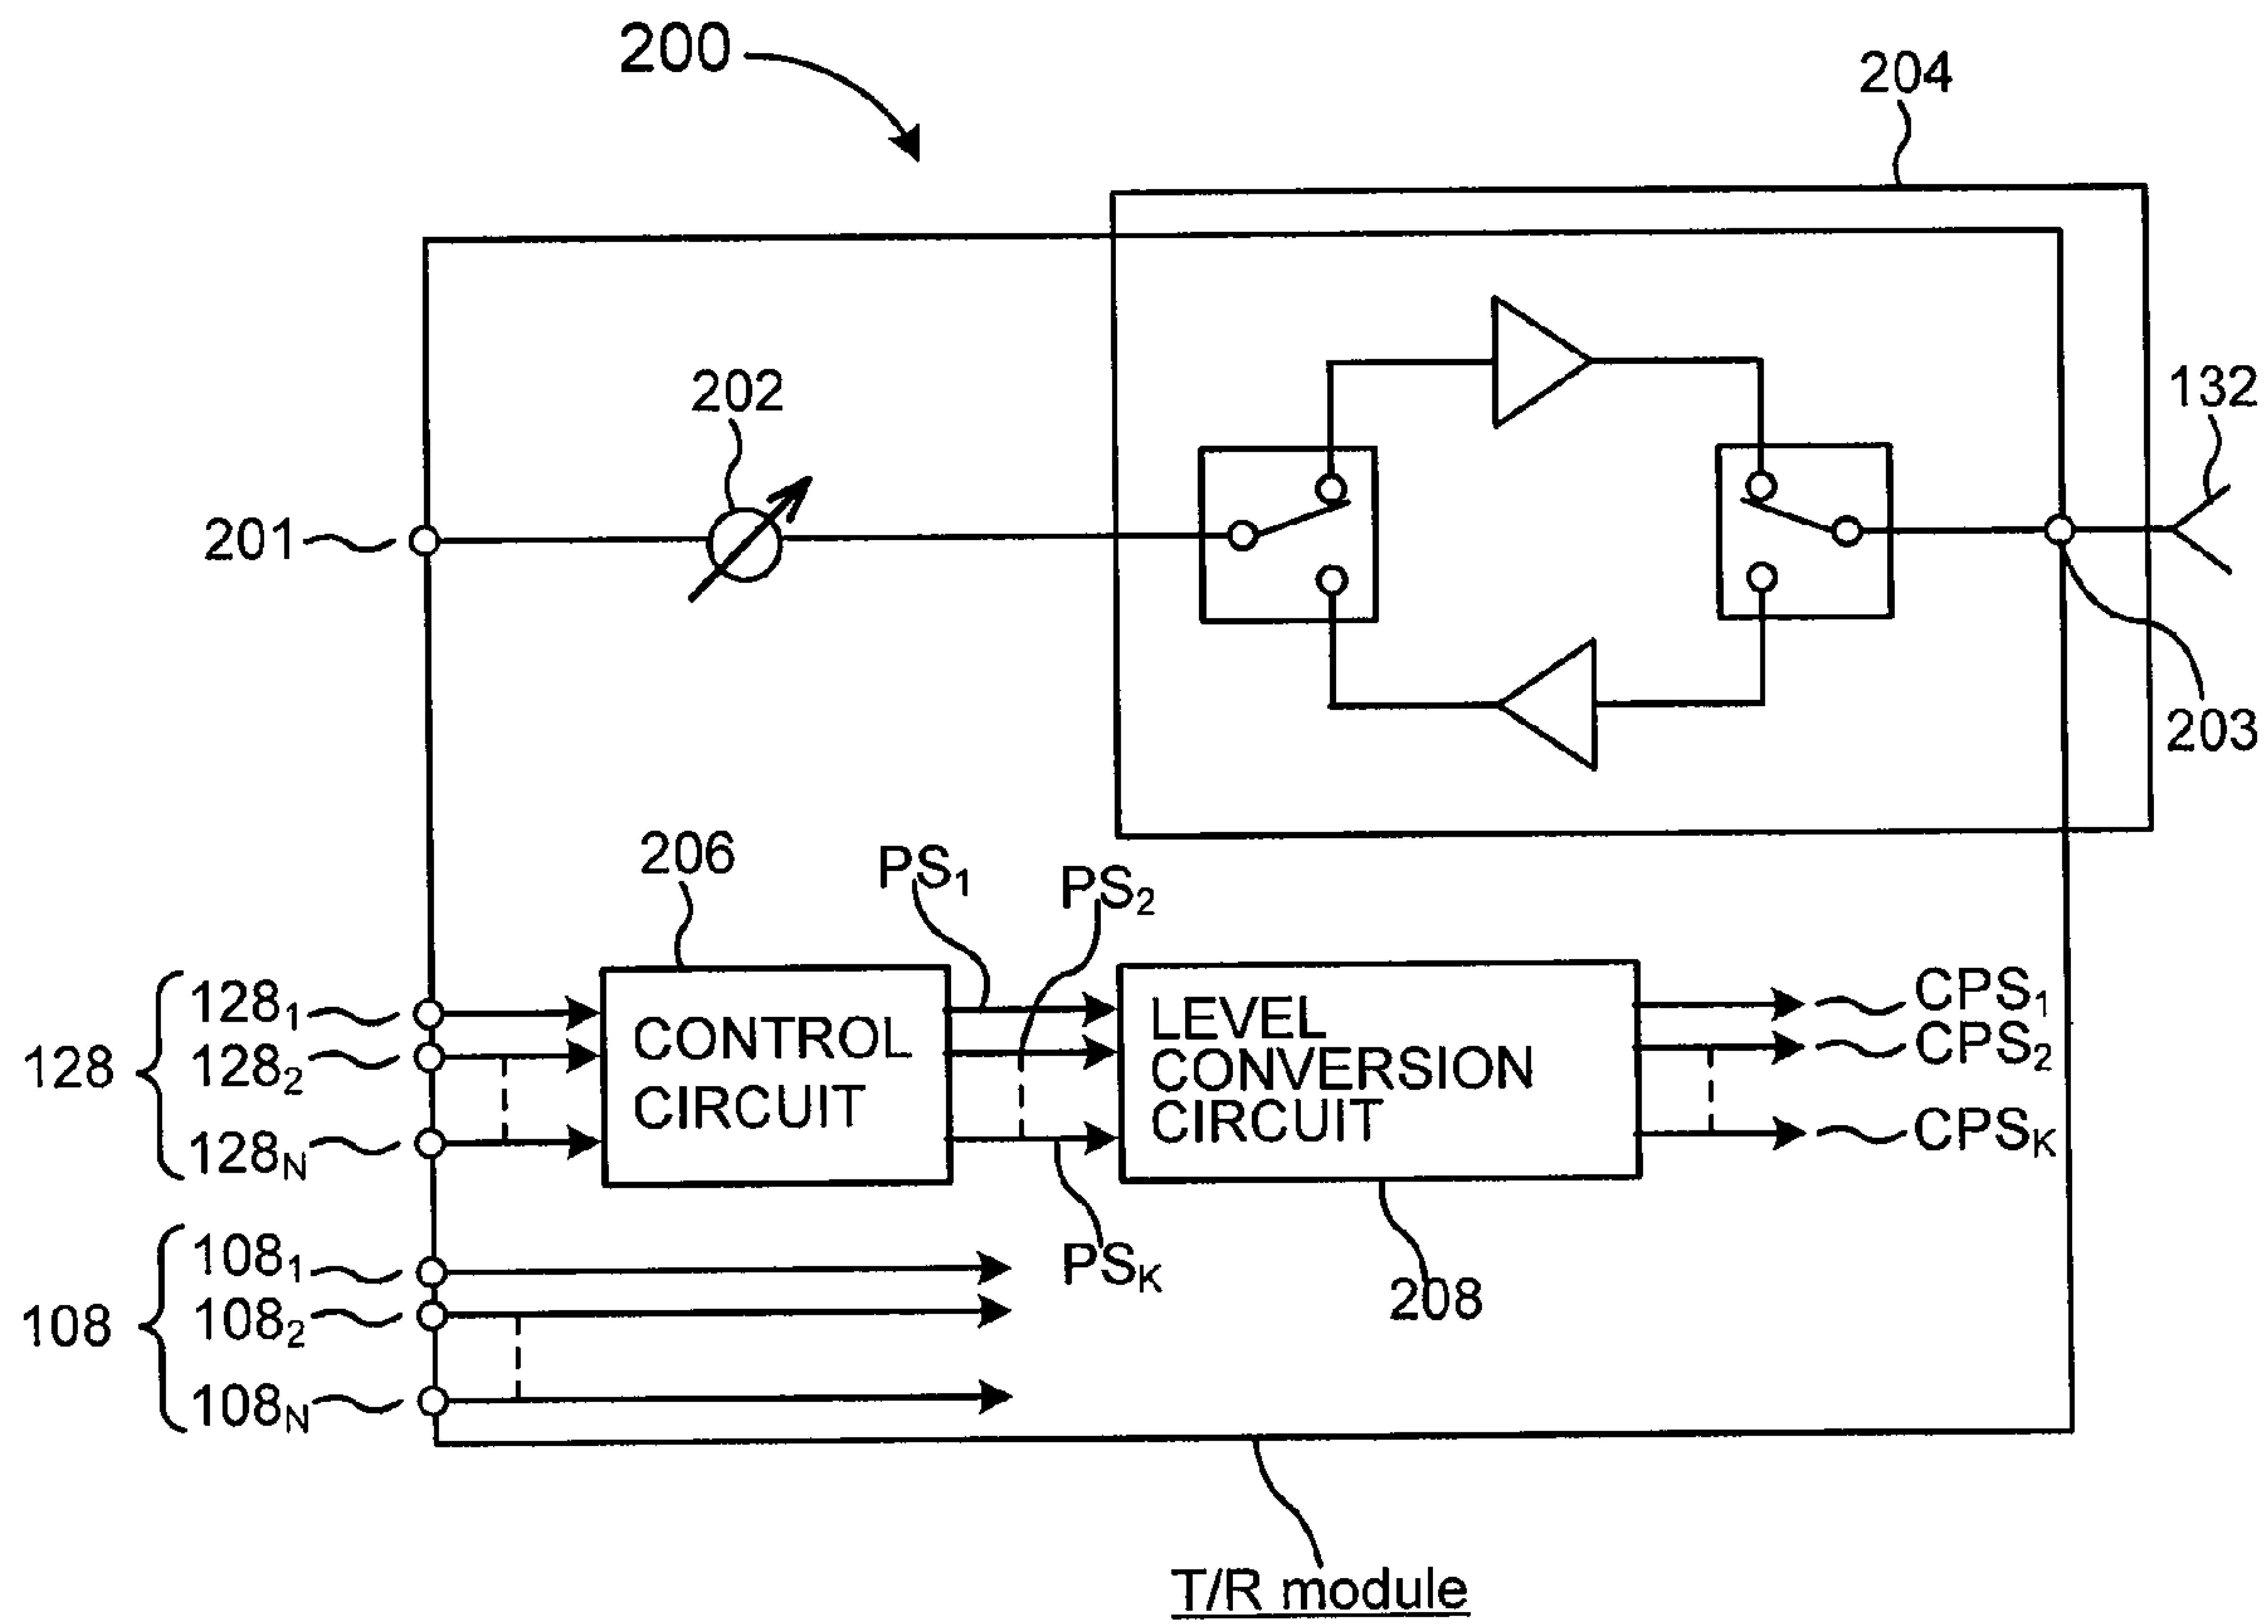 200
204
202
132
201
203
206
PS1
PS2
1281
1282
128N
128
CONTROL
CIRCUIT
LEVEL
CONVERSION
CIRCUIT
CPS1
CPS2
CPSK
1081
1082
108N
108
PSK
208
T/R module